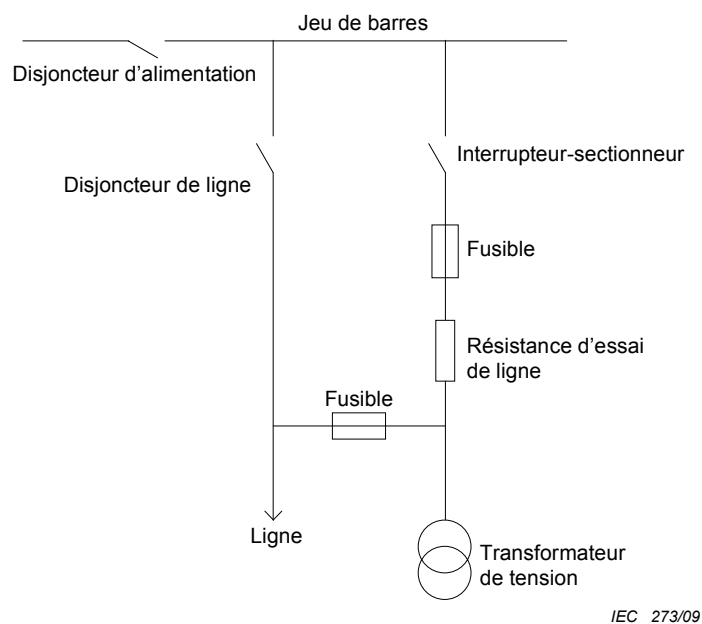 Jeu de barres
Disjoncteur d’alimentation
Interrupteur-sectionneur
Disjoncteur de ligne
Fusible
Résistance d’essai
de ligne
Fusible
Ligne
Transformateur
de tension
IEC 273/09